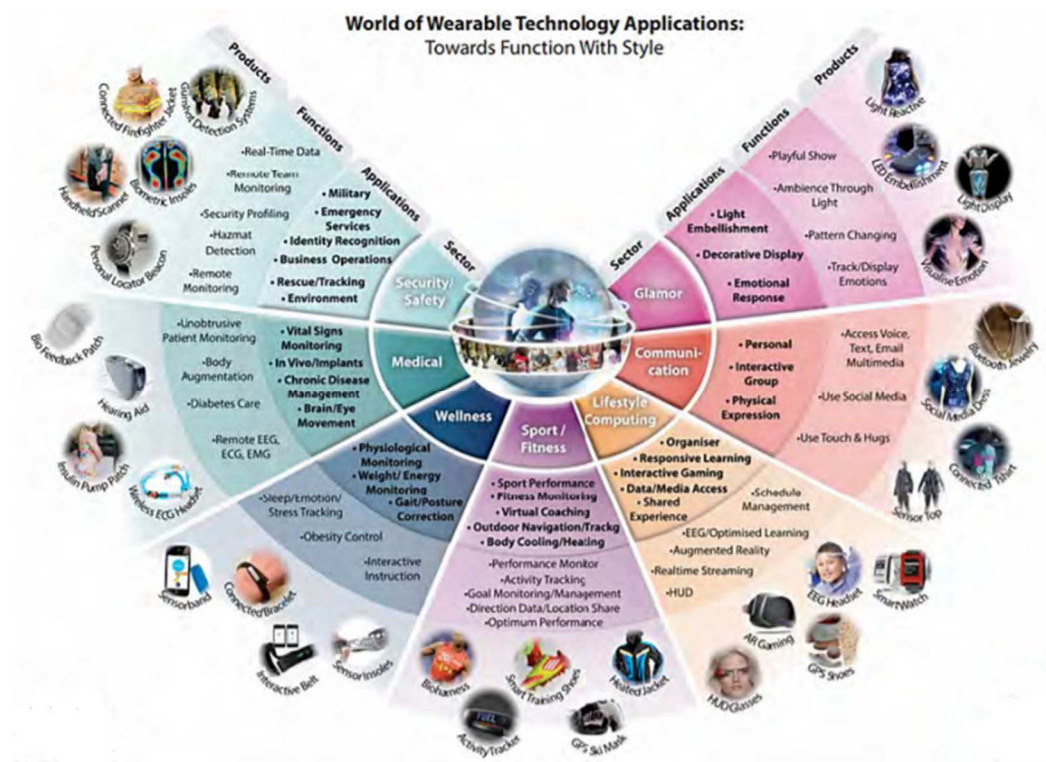 World of Wearable Technology Applications:
Towards Function With Style
Products
Functions
Applications
Sector
Connected Firefighter Jacket
Gunshot Detection Systems
Handheld Scanner
Biometric Insoles
Personal Locator Beacon
•Real-Time Data
•Remote Team
Monitoring
•Security Profiling
•Hazmat
Detection
•Remote
Monitoring
• Military
• Emergency
Services
• Identity Recognition
• Business Operations
• Rescue/Tracking
• Environment
Security/
Safety
Bio Feedback Patch
Hearing Aid
Insulin Pump Patch
Wireless ECG Headset
•Unobtrusive
Patient Monitoring
•Body
Augmentation
•Diabetes Care
•Remote EEG,
ECG, EMG
• Vital Signs
Monitoring
• In Vivo/Implants
• Chronic Disease
Management
• Brain/Eye
Movement
Medical
Wellness
• Physiological
Monitoring
• Weight/ Energy
Monitoring
• Gait/Posture
Correction
•Sleep/Emotion/
Stress Tracking
•Obesity Control
•Interactive
Instruction
Sensorband
Connected Bracelet
Interactive Belt
Sensor Insoles
Sport /
Fitness
• Sport Performance
• Fitness Monitoring
• Virtual Coaching
• Outdoor Navigation/Trackg
• Body Cooling/Heating
•Performance Monitor
•Activity Tracking
•Goal Monitoring/Management
•Direction Data/Location Share
•Optimum Performance
Bioharness
Smart Training Shoes
Heated Jacket
Activity Tracker
GPS Ski Mask
Lifestyle
Computing
• Organiser
• Responsive Learning
• Interactive Gaming
• Data/Media Access
• Shared
Experience
•Schedule
Management
•EEG/Optimised Learning
•Augmented Reality
•Realtime Streaming
•HUD
EEG Headset
Smart Watch
AR Gaming
GPS Shoes
HUD Glasses
Communi-
cation
• Personal
• Interactive
Group
• Physical
Expression
•Access Voice,
Text, Email
Multimedia
•Use Social Media
•Use Touch & Hugs
Bluetooth Jewelry
Social Media Dress
Connected Tshirt
Sensor Top
Products
Functions
Applications
Sector
Glamor
• Light
Embellishment
• Decorative Display
• Emotional
Response
•Playful Show
•Ambience Through
Light
•Pattern Changing
•Track/Display
Emotions
Light Reactive
LED Embellishment
Light Display
Visualise Emotion
FUEL